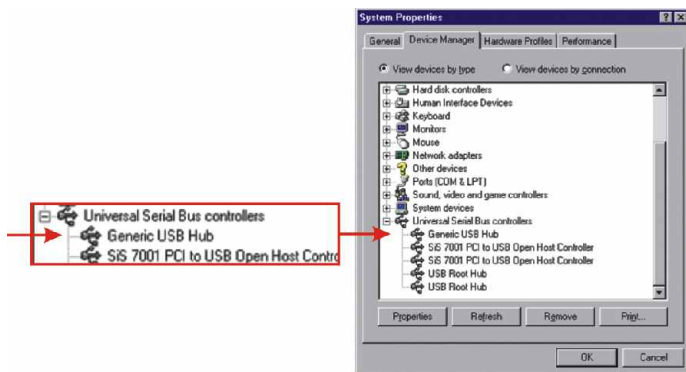 Universal Serial Bus controllers
Generic USB Hub
SiS 7001 PCI to USB Open Host Contro
System Properties
General Device Manager Hardware Profiles Performance
View devices by type View devices by connection
Hard disk controllers
Human Interface Devices
Keyboard
Monitors
Mouse
Network adapters
Other devices
Ports (COM & LPT)
Sound, video and game controllers
System devices
Universal Serial Bus controllers
Generic USB Hub
SiS 7001 PCI to USB Open Host Controller
SiS 7001 PCI to USB Open Host Controller
USB Root Hub
USB Root Hub
Properties Refresh Remove Print...
OK Cancel